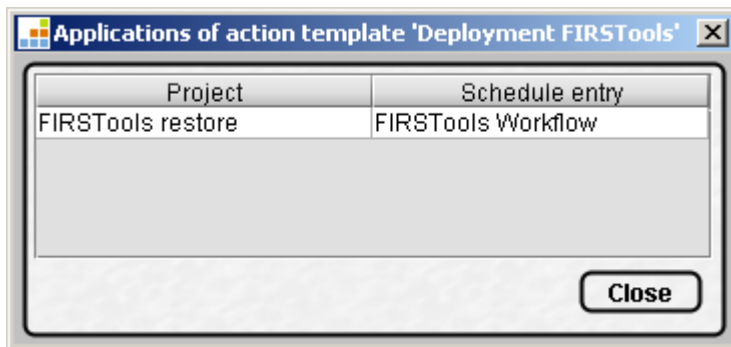 Applications of action template 'Deployment FIRSTools'
Project Schedule entry
FIRSTools restore FIRSTools Workflow
Close